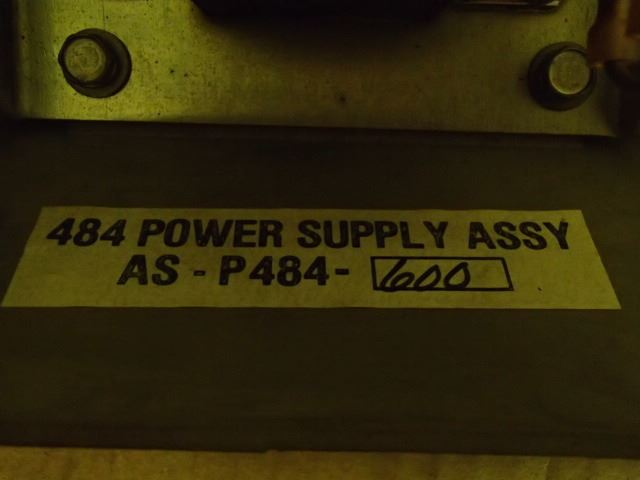 484 POWER SUPPLY ASSY
AS - P484- 600